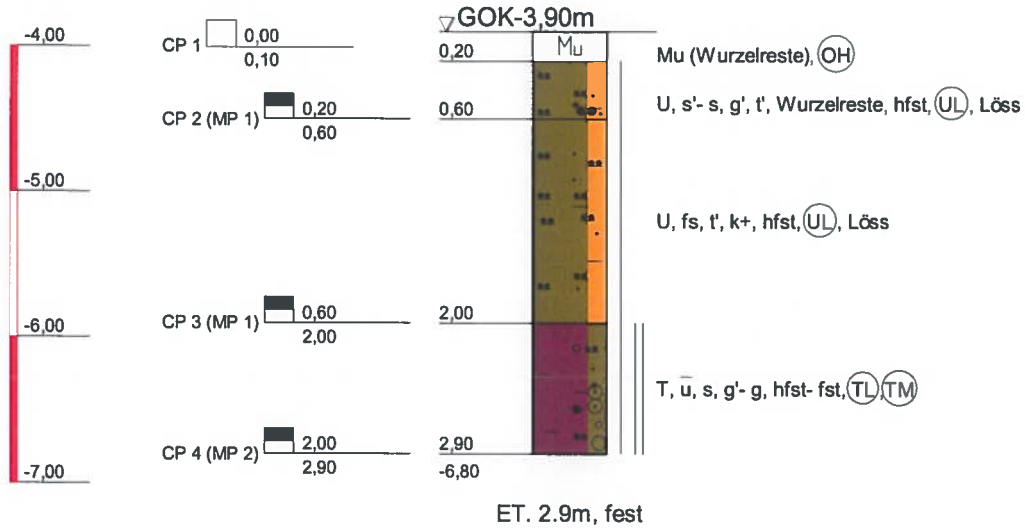 GOK-3,90m
-4,00
CP 1 0,00
0,10
0,20
Mu
Mu (Wurzelreste), OH
CP 2 (MP 1) 0,20
0,60
0,60
U, s'- s, g', t', Wurzelreste, hfst, UL, Löss
-5,00
U, fs, t', k+, hfst, UL, Löss
CP 3 (MP 1) 0,60
2,00
2,00
-6,00
T, ū, s, g'- g, hfst- fst, TL, TM
CP 4 (MP 2) 2,00
2,90
2,90
-6,80
-7,00
ET. 2.9m, fest